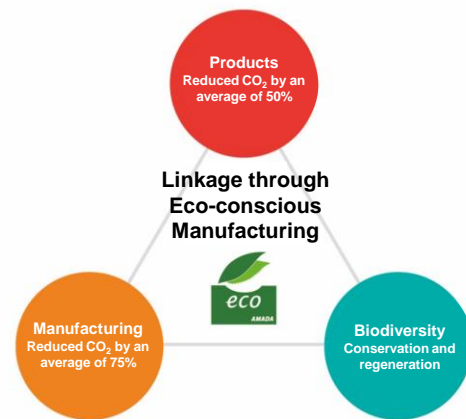 Products
Reduced CO₂ by an
average of 50%
Linkage through
Eco-conscious
Manufacturing
eco
AMADA
Manufacturing
Reduced CO₂ by an
average of 75%
Biodiversity
Conservation and
regeneration